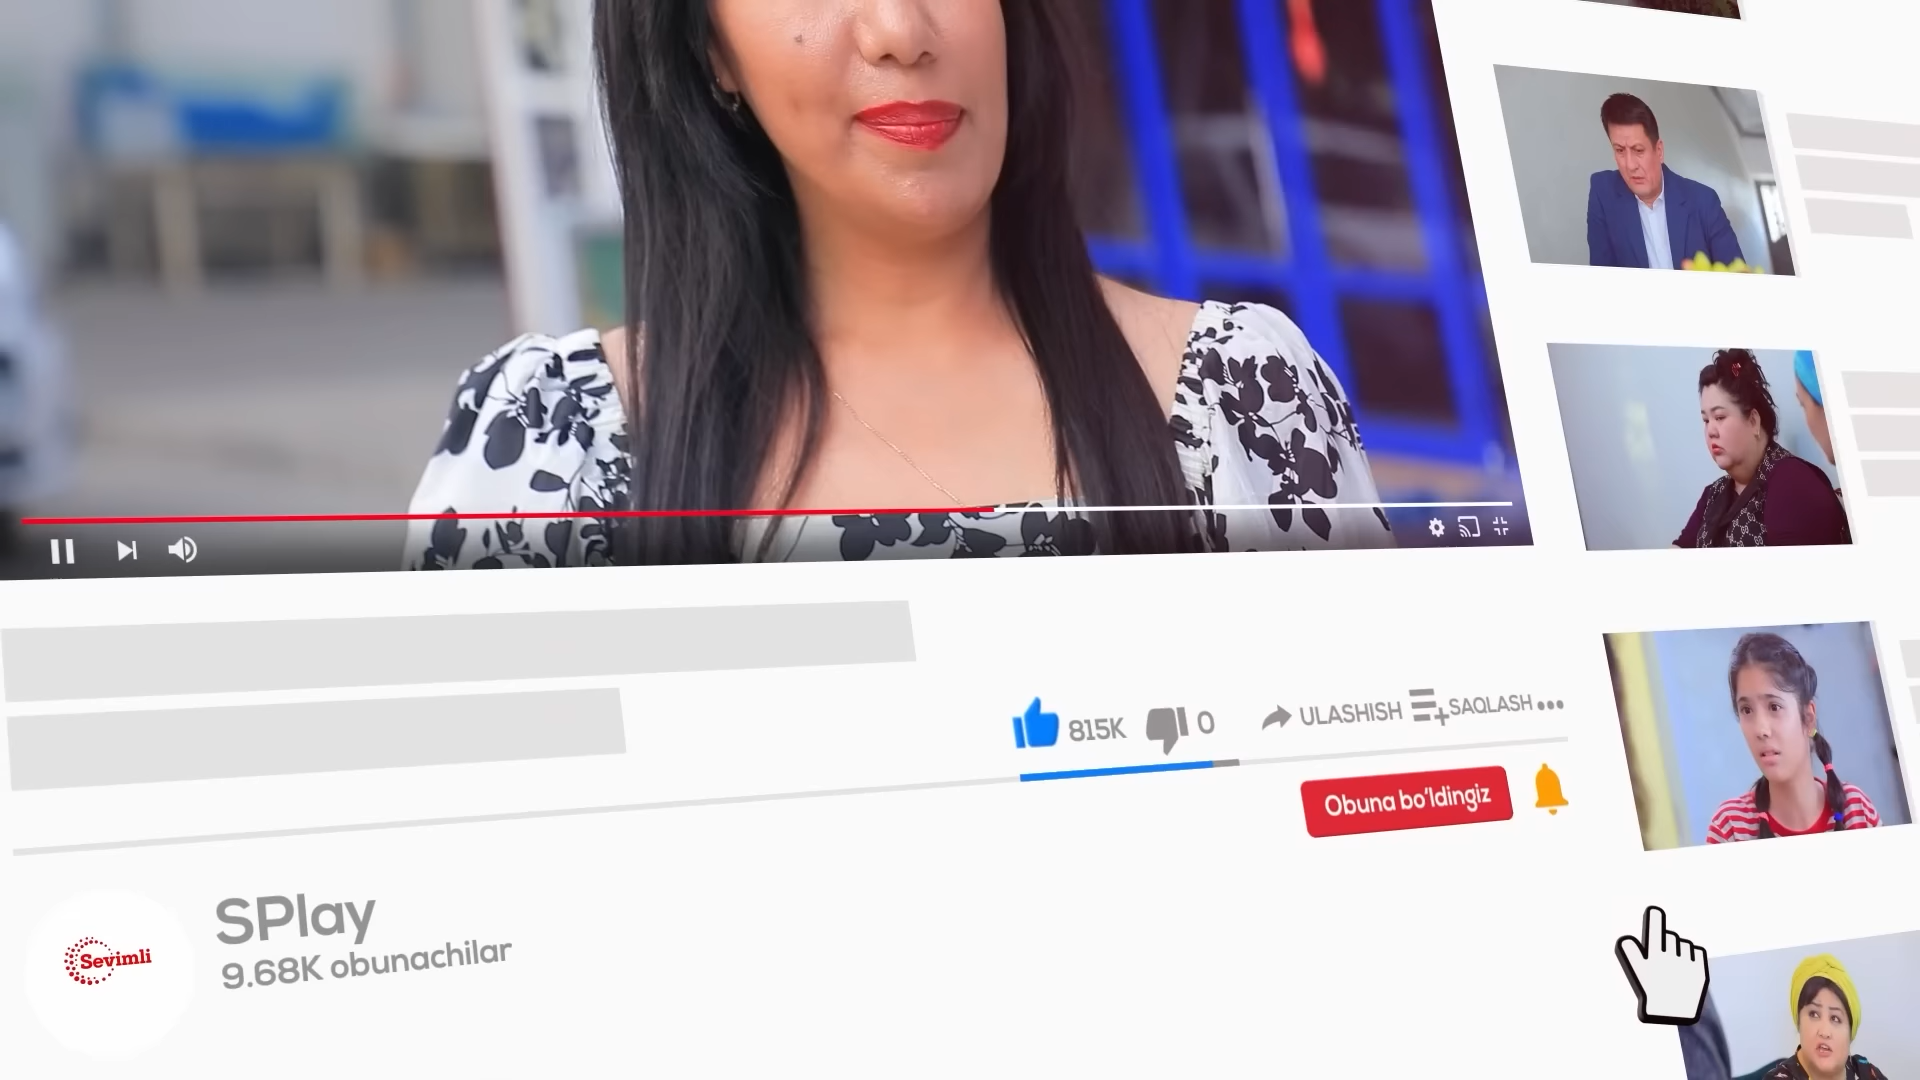 815K
0
ULASHISH
SAQLASH
Obuna bo'ldingiz
Sevimli
SPlay
9.68K obunachilar